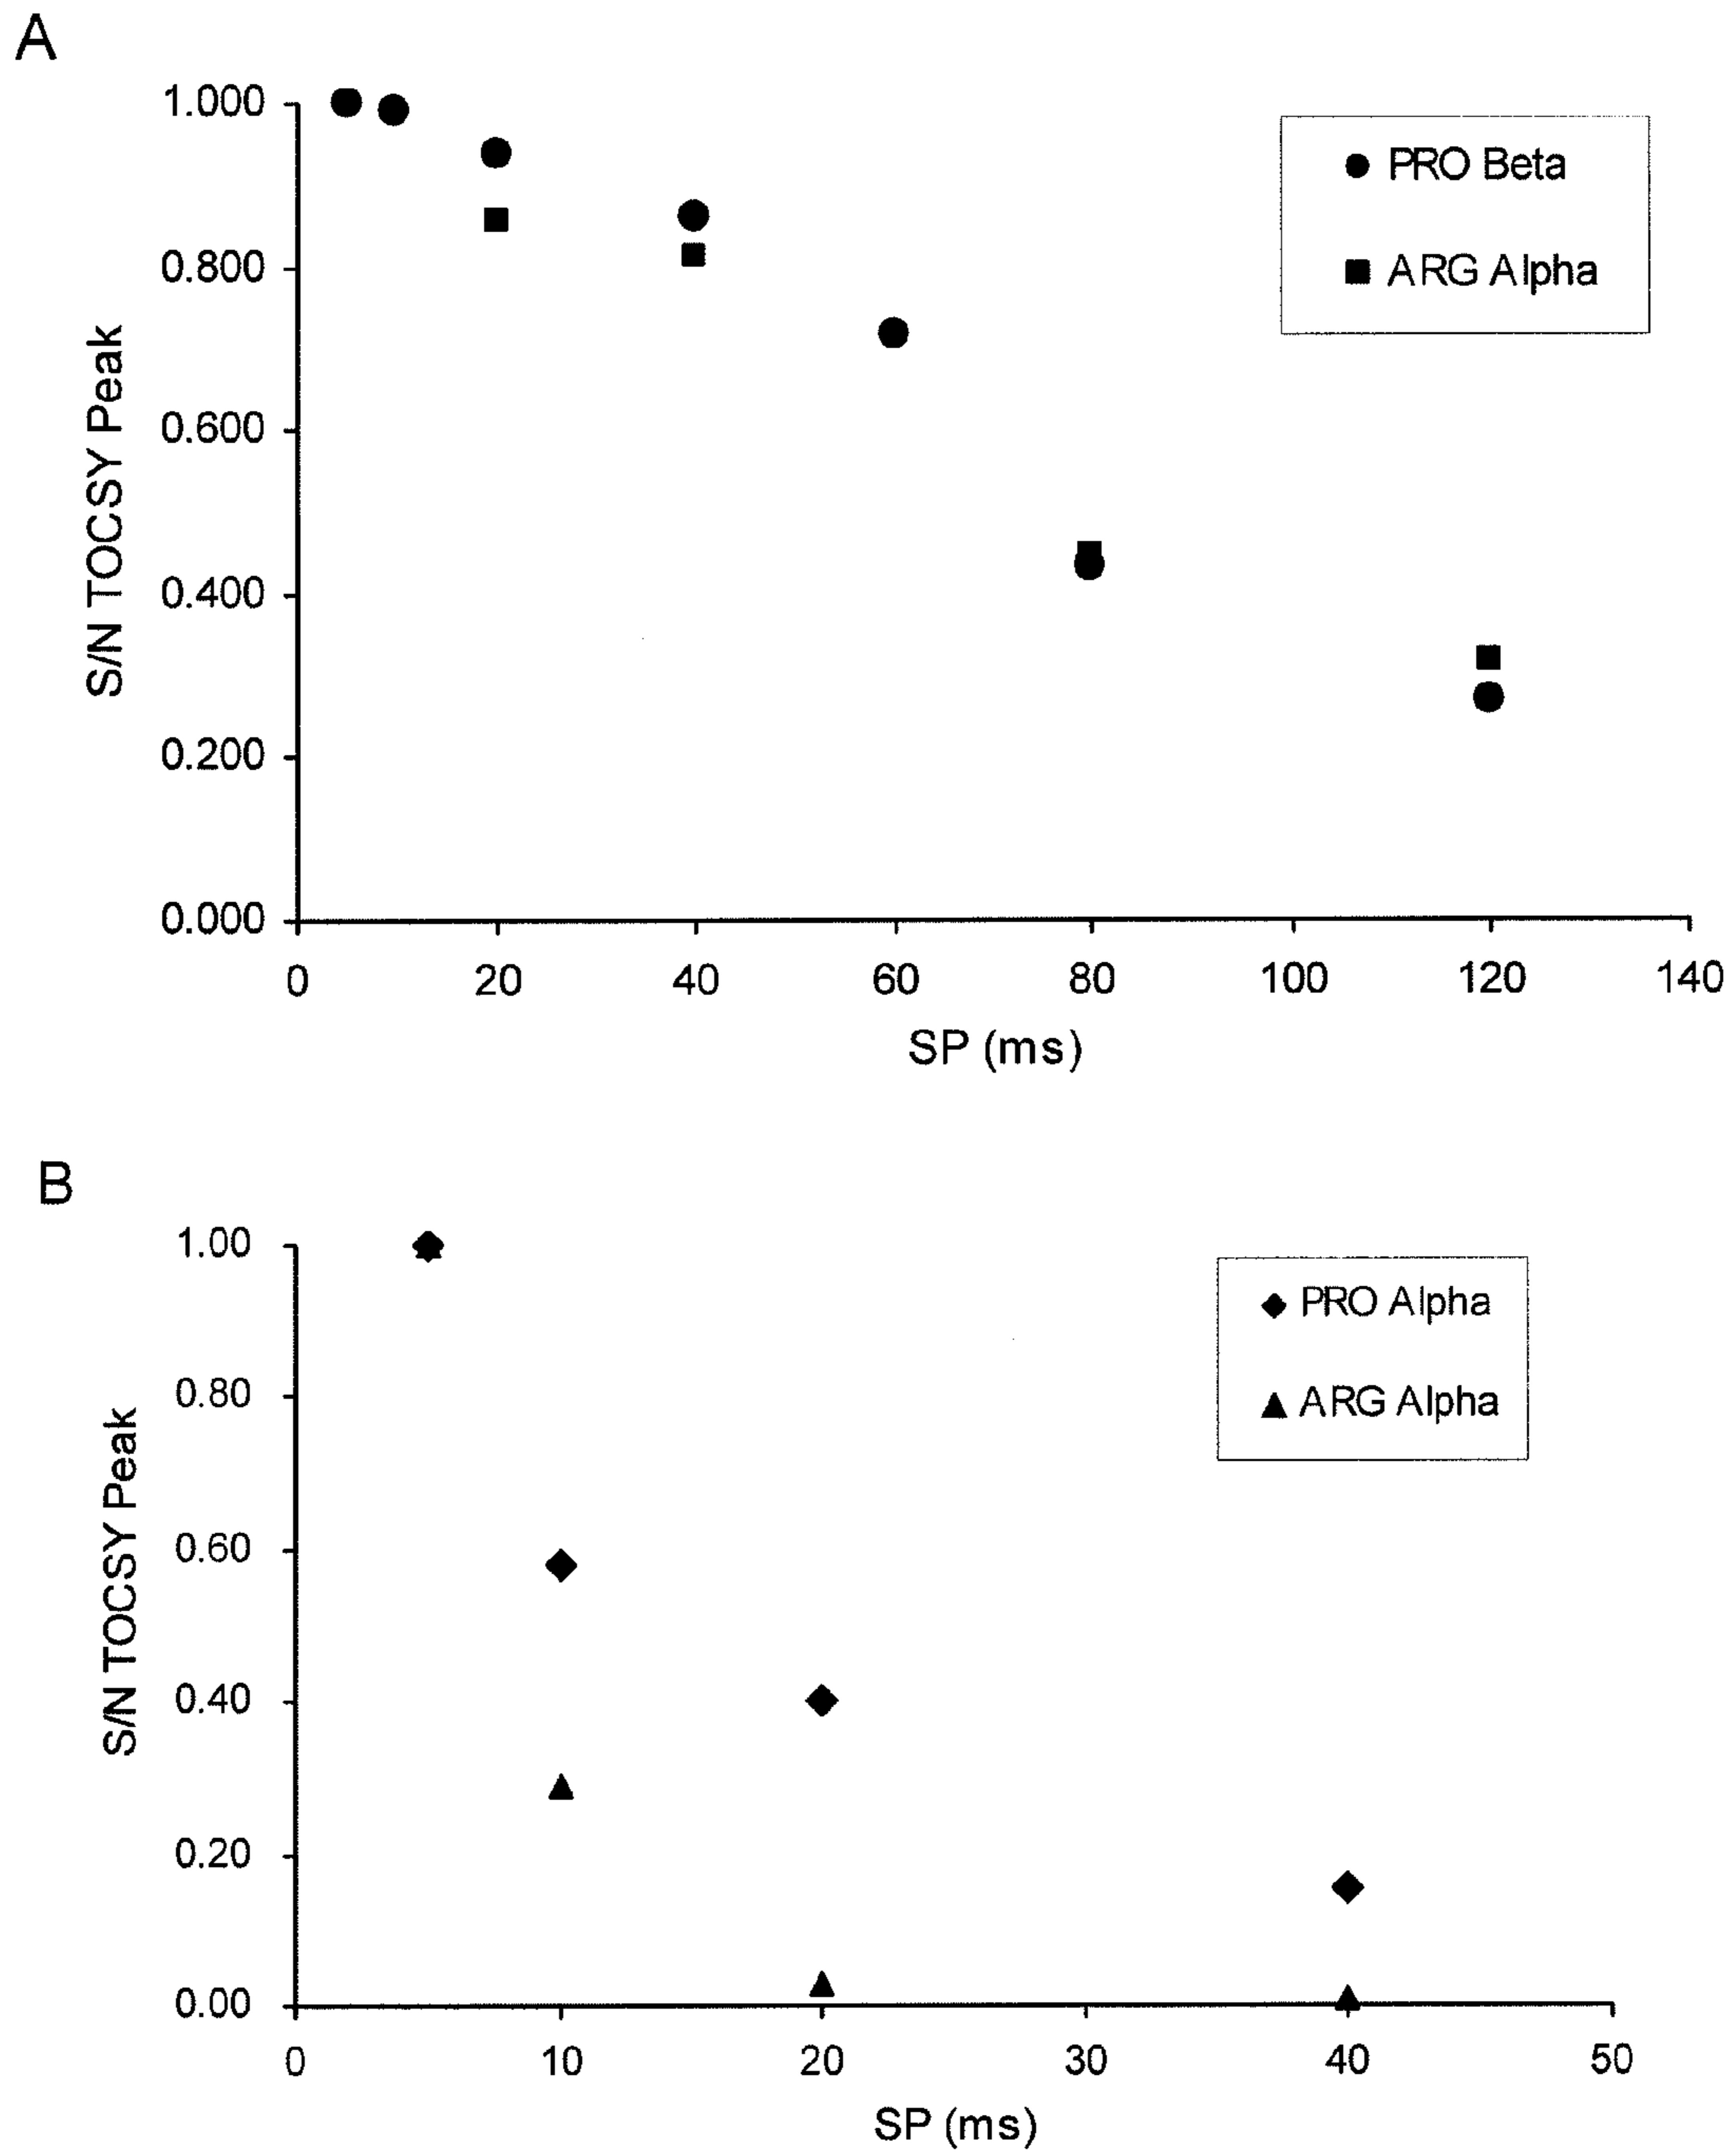 A
1.000
0.800
0.600
0.400
0.200
0.000
S/N TOCSY Peak
PRO Beta
ARG Alpha
0 20 40 60 80 100 120 140
SP (ms)
B
1.00
0.80
0.60
0.40
0.20
0.00
S/N TOCSY Peak
PRO Alpha
ARG Alpha
0 10 20 30 40 50
SP (ms)